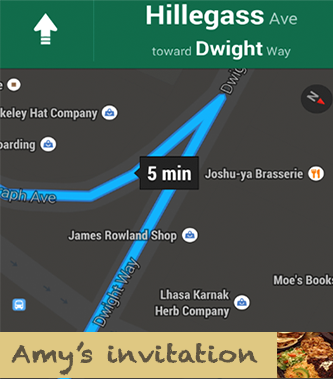 Hillegass Ave
toward Dwight Way
Dwig
keley Hat Company
arding
5 min
Joshu-ya Brasserie
aph Ave
James Rowland Shop
Dwight Way
Moe's Books
Lhasa Karnak
Herb Company
Amy's invitation